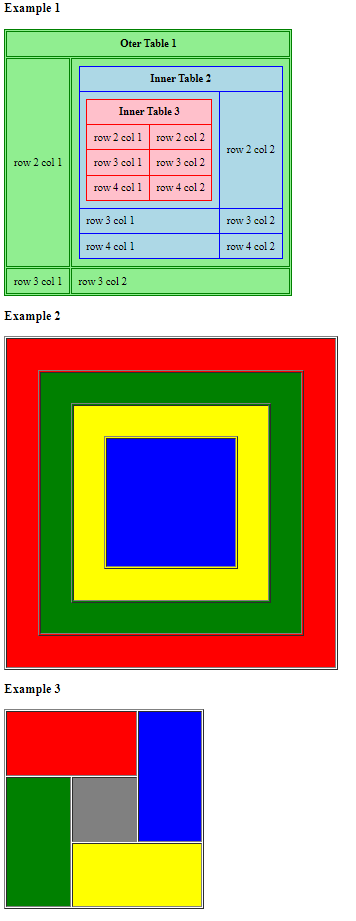 Example 1
Oter Table 1
row 2 col 1
Inner Table 2
Inner Table 3
row 2 col 1 row 2 col 2
row 3 col 1 row 3 col 2
row 4 col 1 row 4 col 2
row 2 col 2
row 3 col 1 row 3 col 2
row 4 col 1 row 4 col 2
row 3 col 1 row 3 col 2
Example 2
Example 3